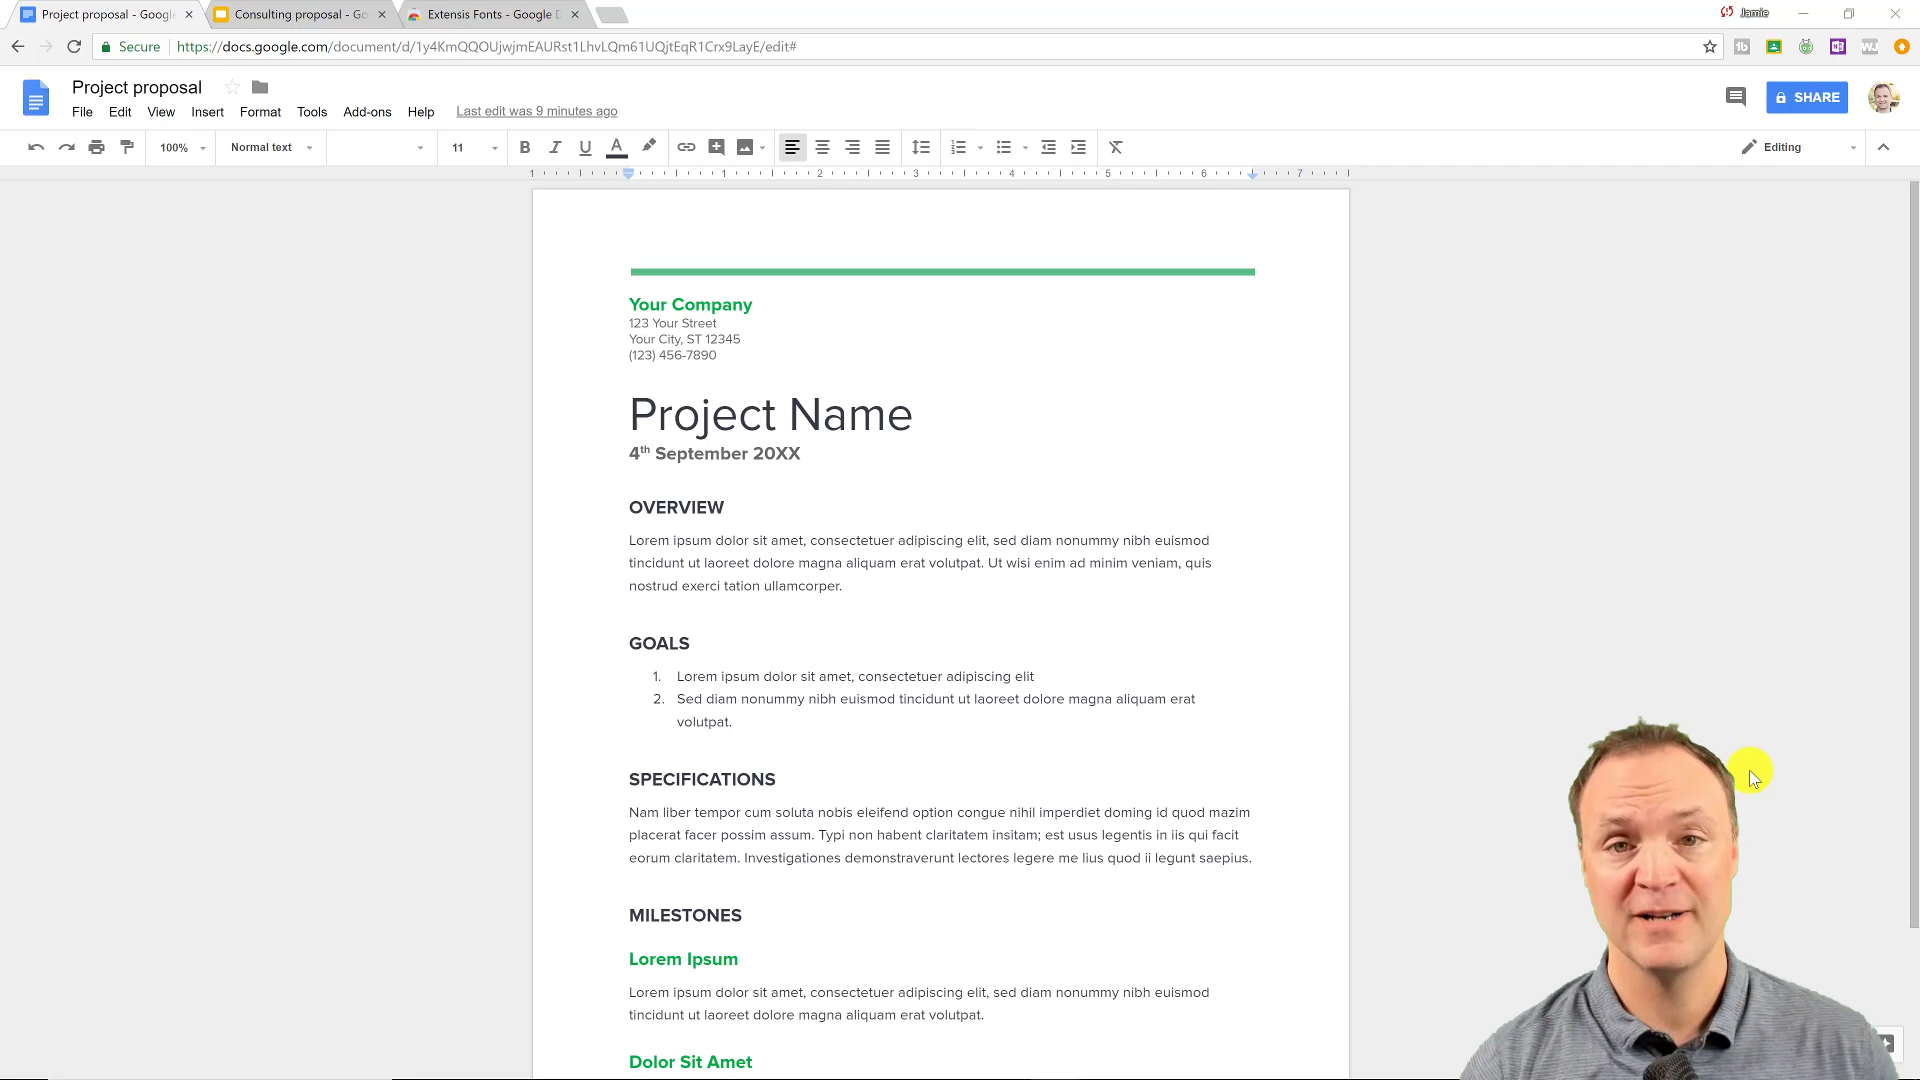 Project proposal - Googl
Consulting proposal - Go
Extensis Fonts - Google D
Jamie
Secure
https://docs.google.com/document/d/1y4KmQQOUjwjmEAURst1LhvLQm61UQjtEqR1Crx9LayE/edit#
Project proposal
File Edit View Insert Format Tools Add-ons Help Last edit was 9 minutes ago
SHARE
100% Normal text 11 B I U A Editing
1 1 2 3 4 5 6 7
Your Company
123 Your Street
Your City, ST 12345
(123) 456-7890
Project Name
4th September 20XX
OVERVIEW
Lorem ipsum dolor sit amet, consectetuer adipiscing elit, sed diam nonummy nibh euismod
tincidunt ut laoreet dolore magna aliquam erat volutpat. Ut wisi enim ad minim veniam, quis
nostrud exerci tation ullamcorper.
GOALS
1. Lorem ipsum dolor sit amet, consectetuer adipiscing elit
2. Sed diam nonummy nibh euismod tincidunt ut laoreet dolore magna aliquam erat
volutpat.
SPECIFICATIONS
Nam liber tempor cum soluta nobis eleifend option congue nihil imperdiet doming id quod mazim
placerat facer possim assum. Typi non habent claritatem insitam; est usus legentis in iis qui facit
eorum claritatem. Investigationes demonstraverunt lectores legere me lius quod ii legunt saepius.
MILESTONES
Lorem Ipsum
Lorem ipsum dolor sit amet, consectetuer adipiscing elit, sed diam nonummy nibh euismod
tincidunt ut laoreet dolore magna aliquam erat volutpat.
Dolor Sit Amet